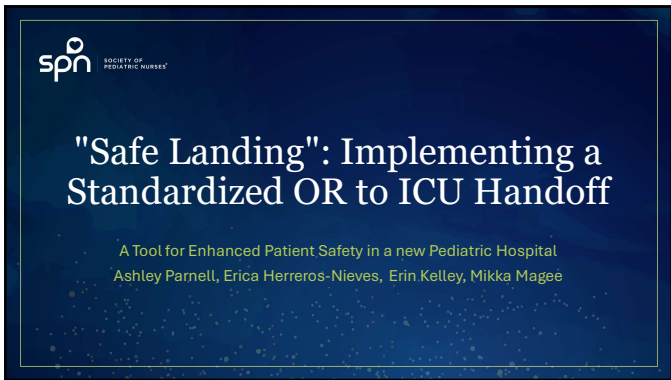 spn
SOCIETY OF
PEDIATRIC NURSES®
"Safe Landing": Implementing a
Standardized OR to ICU Handoff
A Tool for Enhanced Patient Safety in a new Pediatric Hospital
Ashley Parnell, Erica Herreros-Nieves, Erin Kelley, Mikka Magee